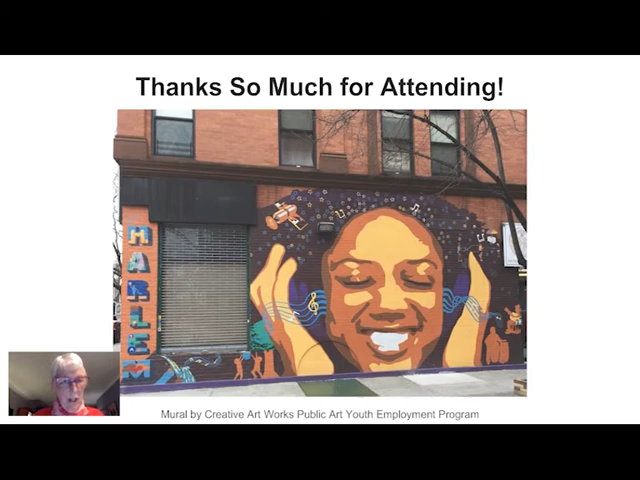 Thanks So Much for Attending!
HARLEM
Mural by Creative Art Works Public Art Youth Employment Program